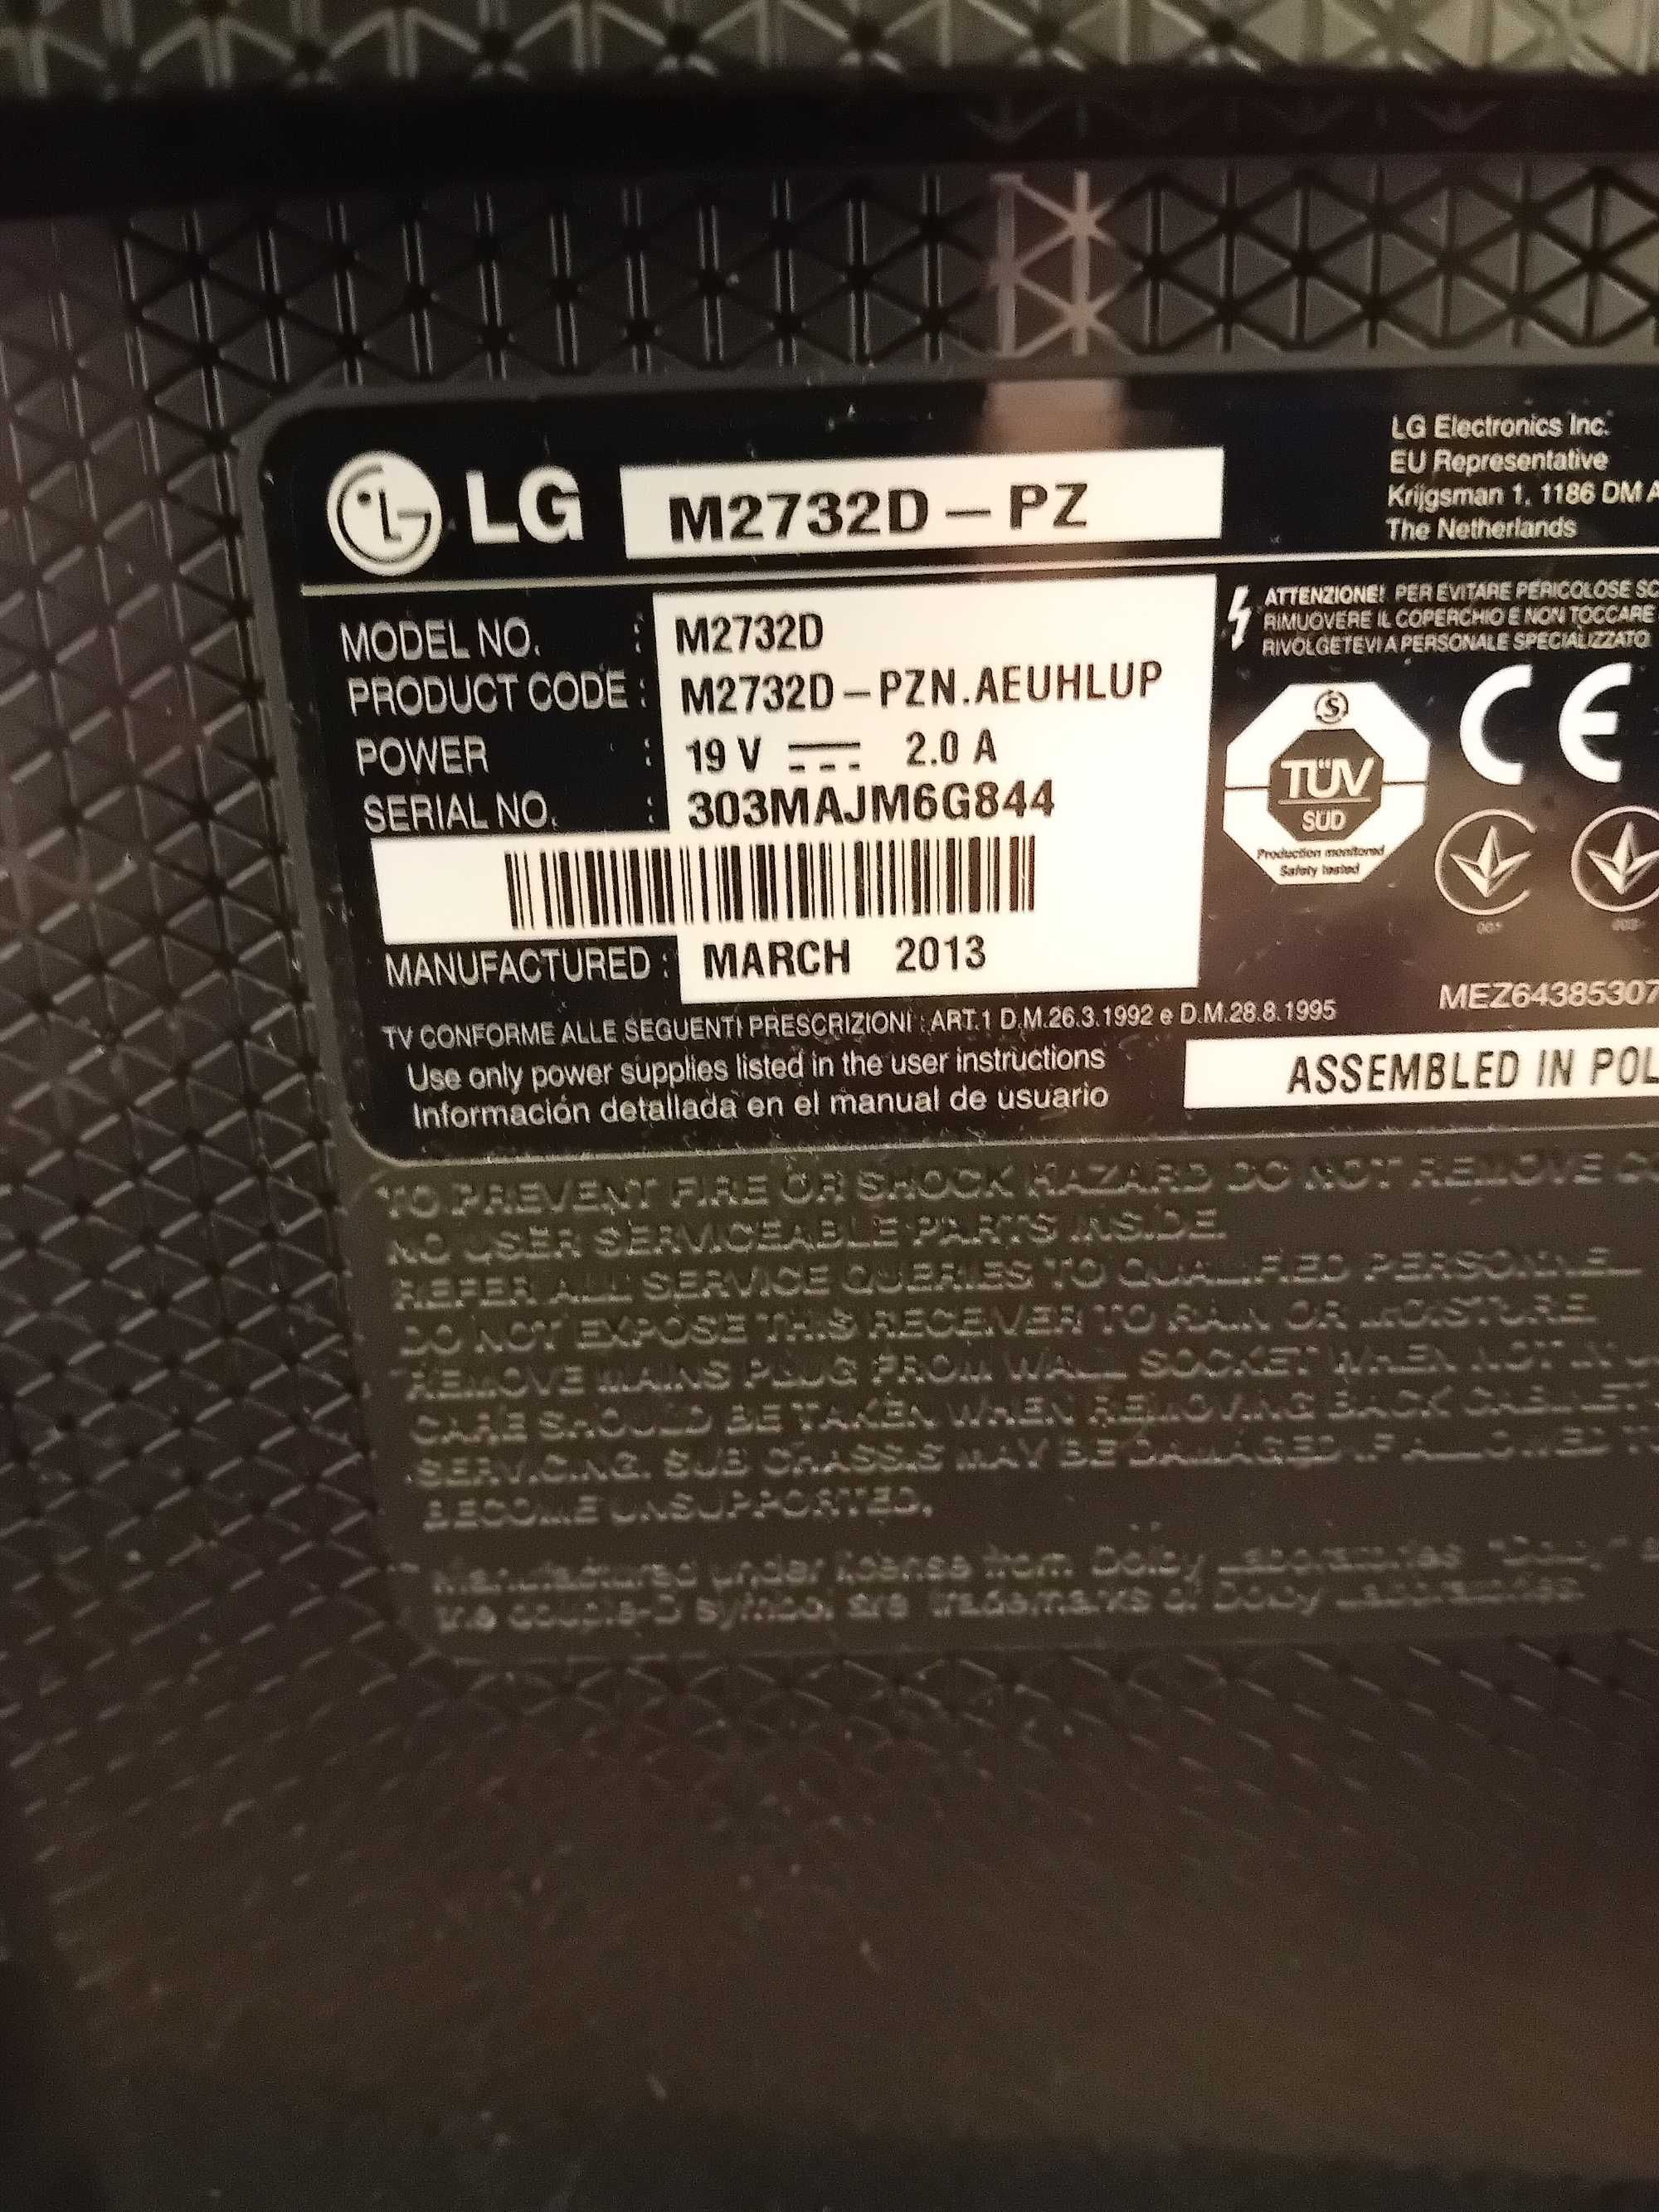 LG M2732D-PZ
LG Electronics Inc.
EU Representative
Krijgsman 1, 1186 DM A
The Netherlands
MODEL NO. : M2732D
PRODUCT CODE : M2732D-PZN.AEUHLUP
POWER : 19 V ⎓ 2.0 A
SERIAL NO. : 303MAJM6G844
MANUFACTURED : MARCH 2013
ATTENZIONE! PER EVITARE PERICOLOSE SC
RIMUOVERE IL COPERCHIO E NON TOCCARE
RIVOLGETEVI A PERSONALE SPECIALIZZATO
TÜV
SÜD
Production monitored
Safety tested
CE
001
MEZ64385307
TV CONFORME ALLE SEGUENTI PRESCRIZIONI : ART.1 D.M.26.3.1992 e D.M.28.8.1995
Use only power supplies listed in the user instructions
Información detallada en el manual de usuario
ASSEMBLED IN POL
TO PREVENT FIRE OR SHOCK HAZARD DO NOT REMOVE CO
NO USER SERVICEABLE PARTS INSIDE.
REFER ALL SERVICE QUERIES TO QUALIFIED PERSONNEL
DO NOT EXPOSE THIS RECEIVER TO RAIN OR MOISTURE.
REMOVE MAINS PLUG FROM WALL SOCKET WHEN NOT IN U
CARE SHOULD BE TAKEN WHEN REMOVING BACK CABINET
SERVICING. SUB CHASSIS MAY BE DAMAGED IF ALLOWED TO
BECOME UNSUPPORTED.
Manufactured under license from Dolby Laboratories. "Dolby" a
the double-D symbol are trademarks of Dolby Laboratories.